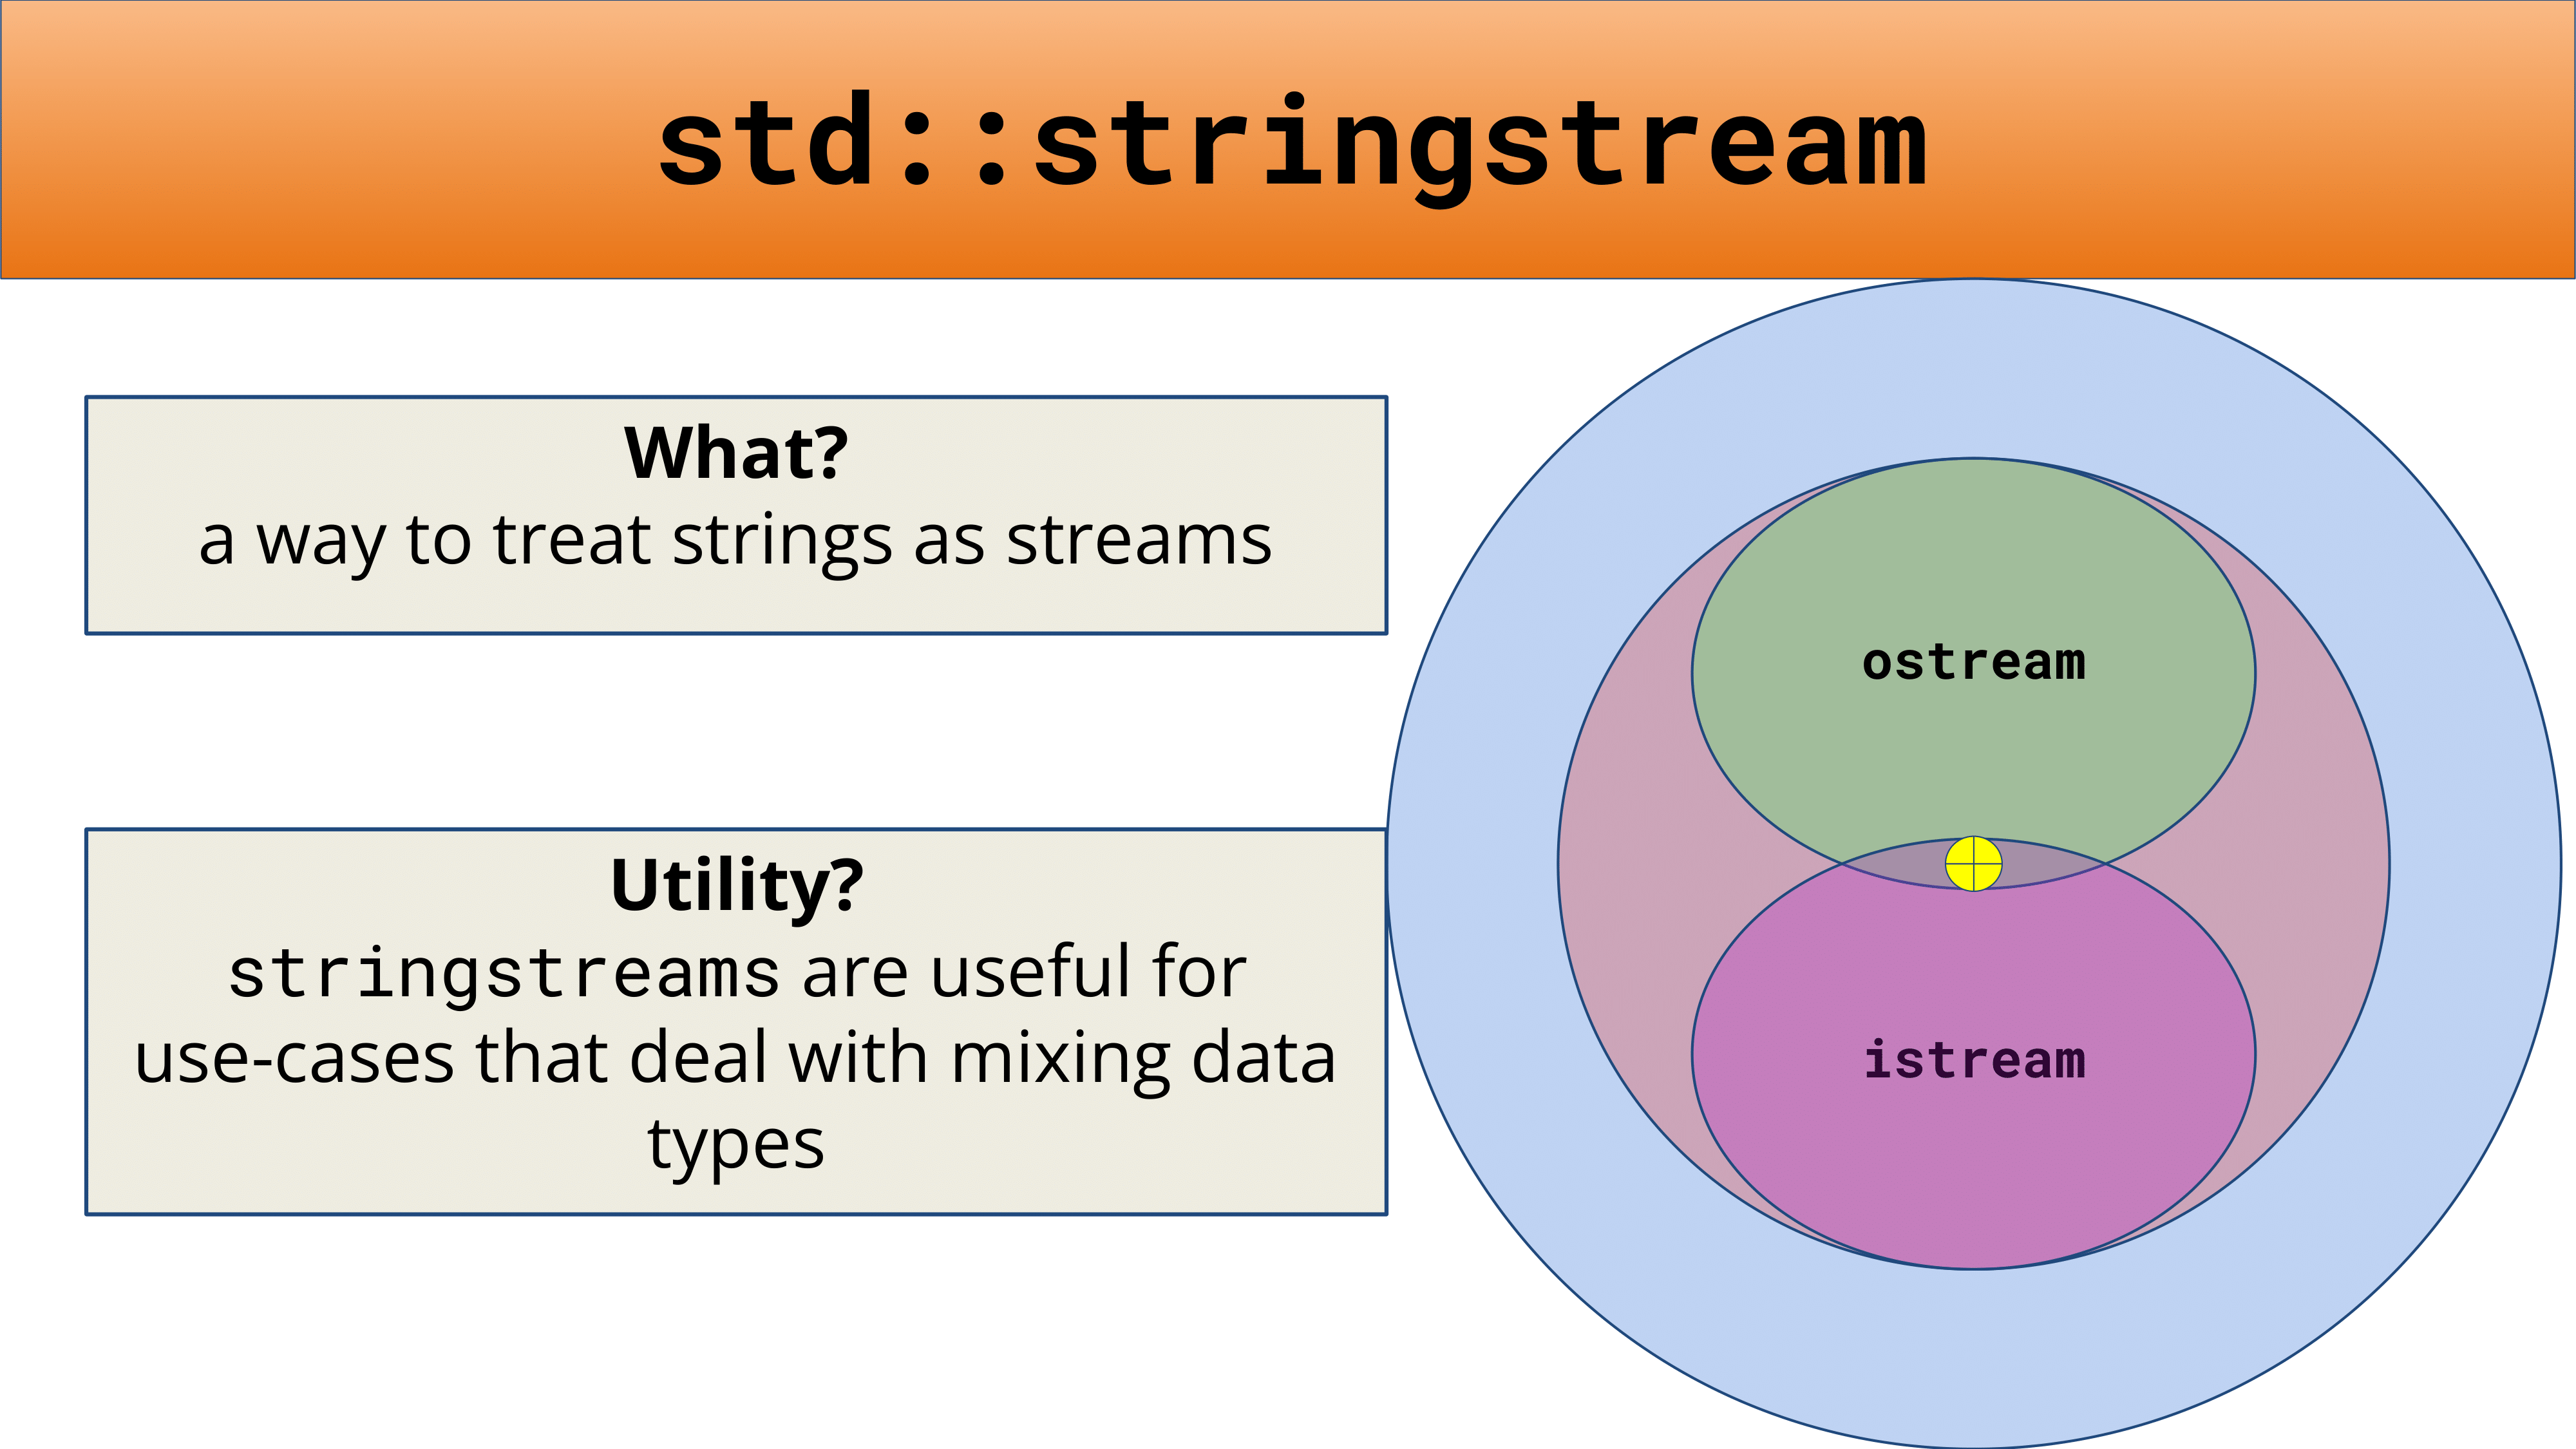 std::stringstream
What?
a way to treat strings as streams
Utility?
stringstreams are useful for
use-cases that deal with mixing data
types
ostream
istream